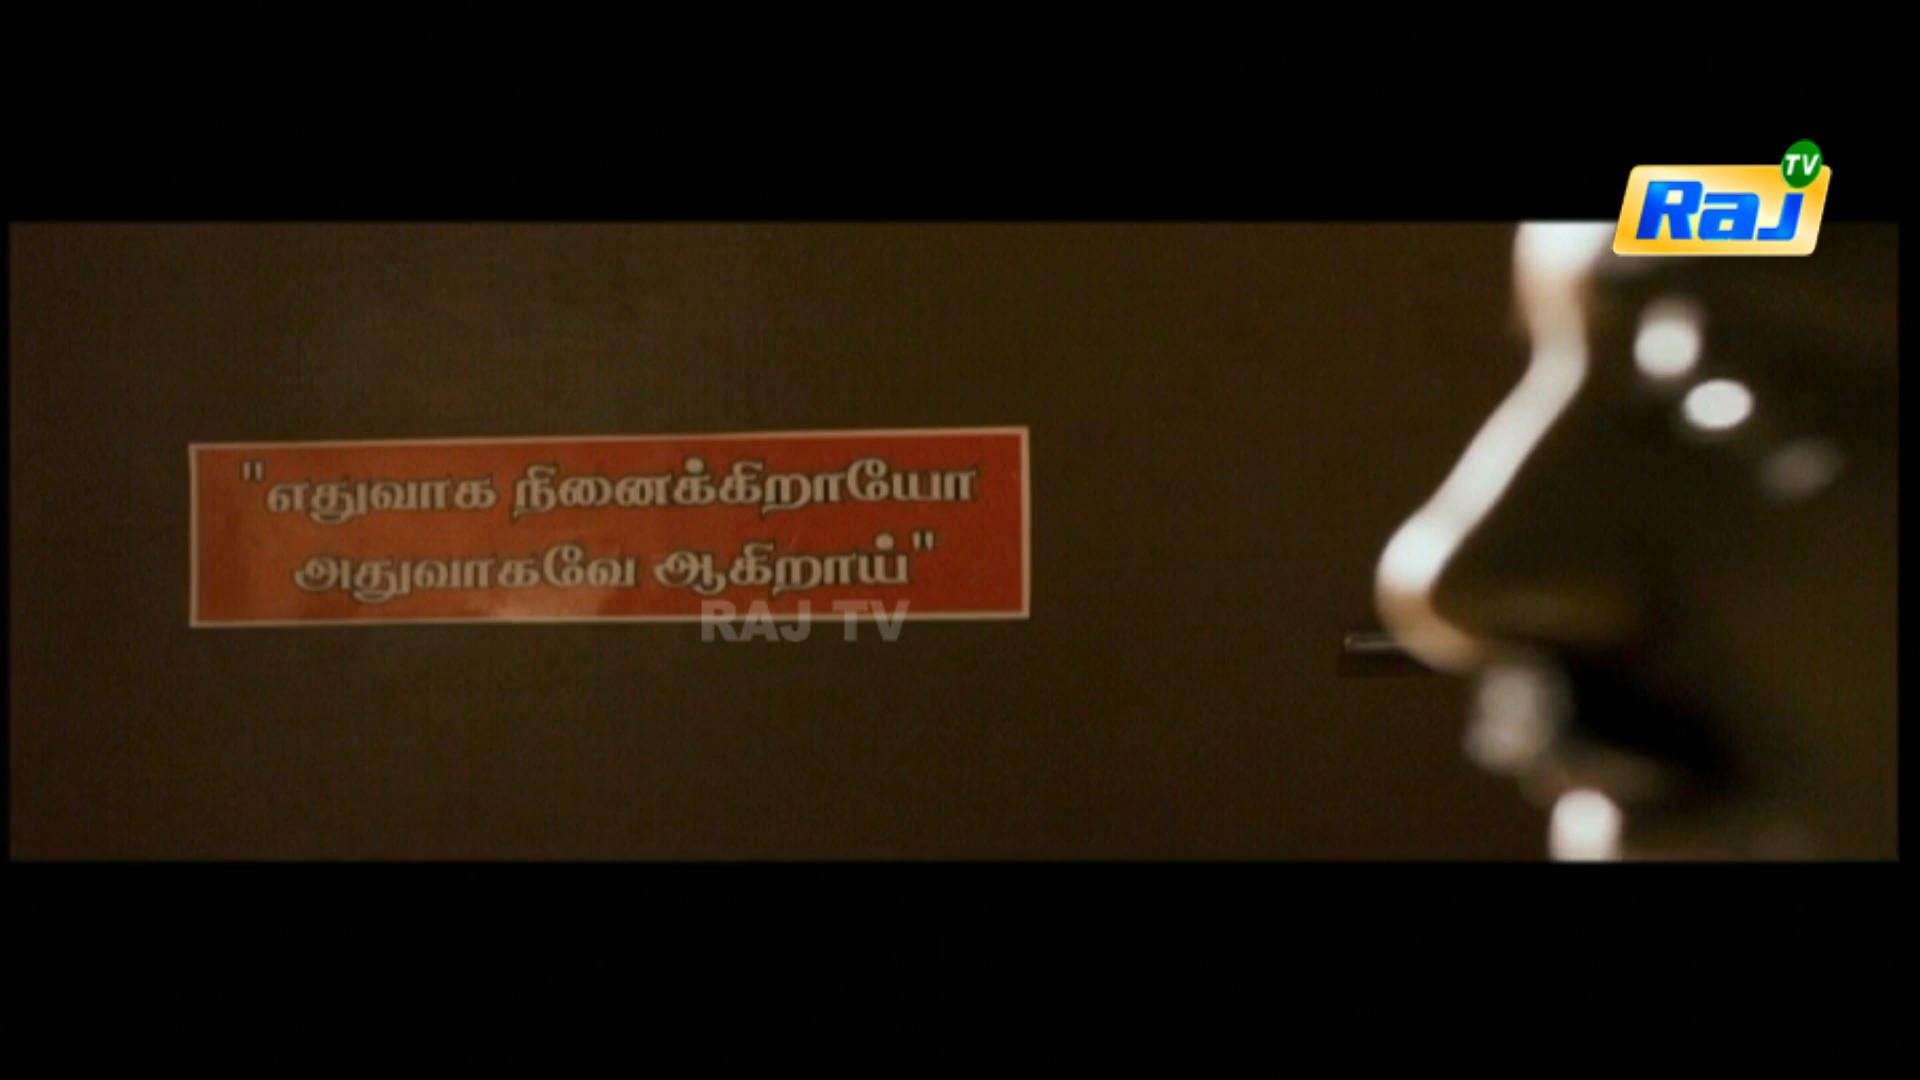 TV
Raj
"எதுவாக நினைக்கிறாயோ
அதுவாகவே ஆகிறாய்"
RAJ TV